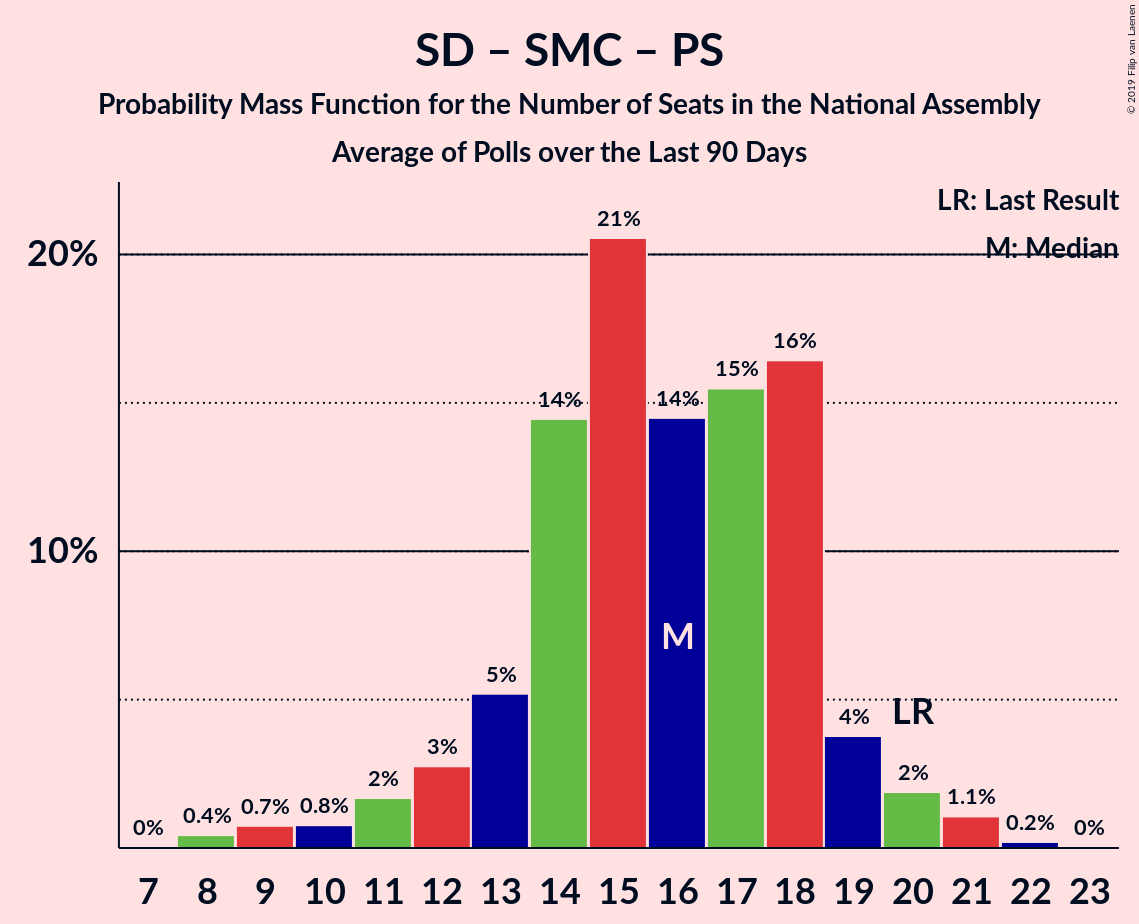 SD – SMC – PS
Probability Mass Function for the Number of Seats in the National Assembly
Average of Polls over the Last 90 Days
© 2019 Filip van Laenen
LR: Last Result
M: Median
20%
10%
0%
0.4%
0.7%
0.8%
2%
3%
5%
14%
21%
14%
15%
16%
4%
2%
1.1%
0.2%
0%
M
LR
7 8 9 10 11 12 13 14 15 16 17 18 19 20 21 22 23